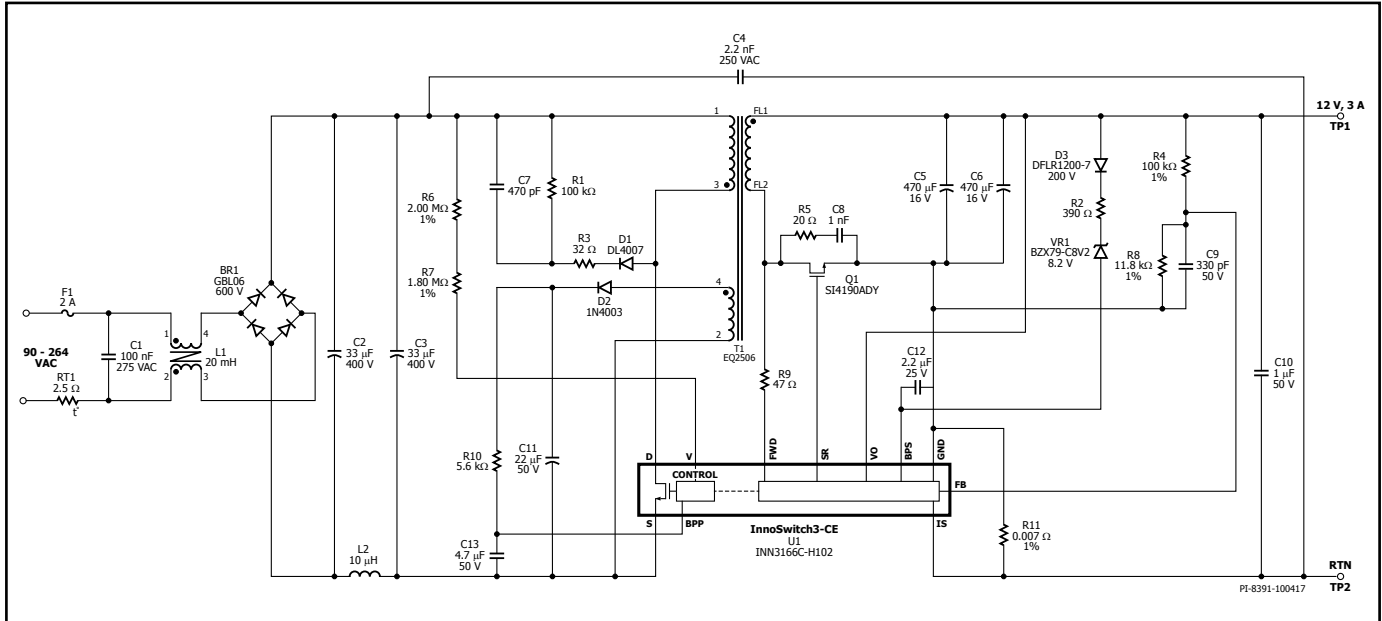 C4
2.2 nF
250 VAC
1
FL1
12 V, 3 A
TP1
C7
470 pF
R1
100 kΩ
3
FL2
C5
470 µF
16 V
C6
470 µF
16 V
D3
DFLR1200-7
200 V
R4
100 kΩ
1%
R6
2.00 MΩ
1%
R5
20 Ω
C8
1 nF
R2
390 Ω
R3
32 Ω
D1
DL4007
VR1
BZX79-C8V2
8.2 V
R8
11.8 kΩ
1%
C9
330 pF
50 V
BR1
GBL06
600 V
R7
1.80 MΩ
1%
Q1
SI4190ADY
F1
2 A
D2
1N4003
4
2
T1
EQ2506
90 - 264
VAC
C1
100 nF
275 VAC
1
4
L1
20 mH
2
3
C2
33 µF
400 V
C3
33 µF
400 V
C12
2.2 µF
25 V
R9
47 Ω
C10
1 µF
50 V
RT1
2.5 Ω
t°
R10
5.6 kΩ
C11
22 µF
50 V
D
V
FWD
SR
VO
BPS
GND
CONTROL
FB
S
BPP
InnoSwitch3-CE
U1
INN3166C-H102
IS
R11
0.007 Ω
1%
L2
10 µH
C13
4.7 µF
50 V
RTN
TP2
PI-8391-100417